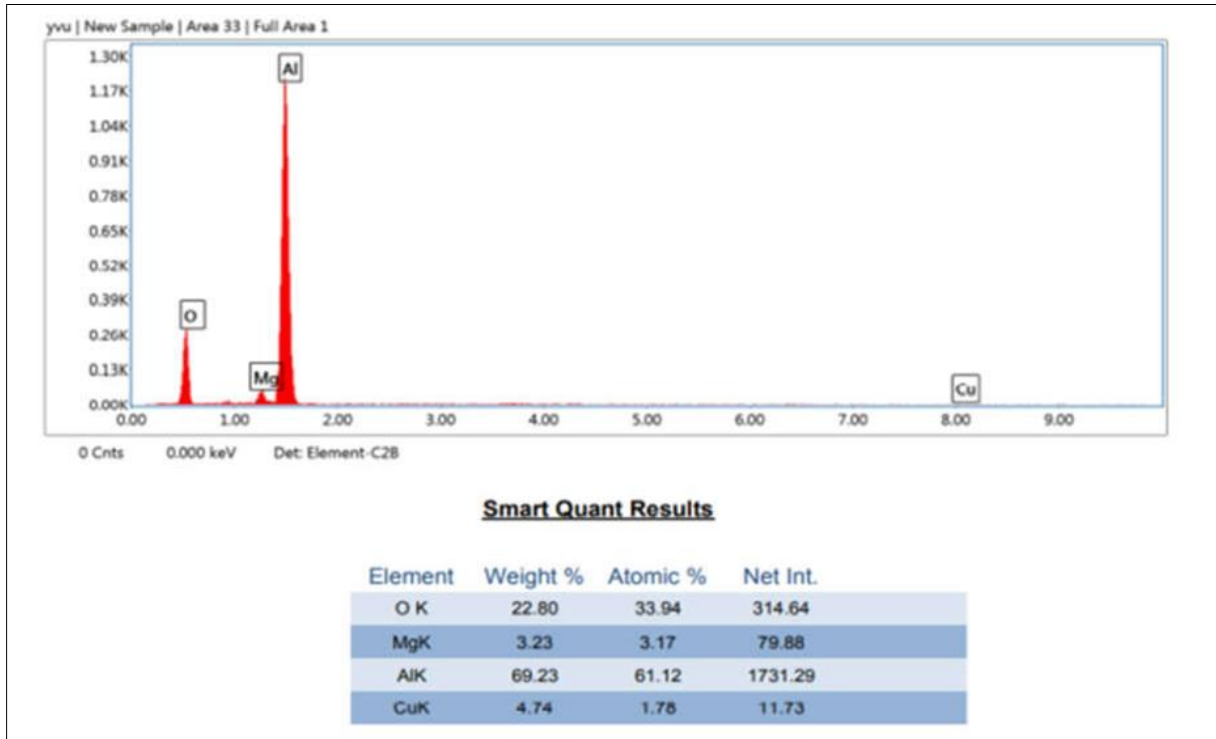 yvu | New Sample | Area 33 | Full Area 1
1.30K
Al
1.17K
1.04K
0.91K
0.78K
0.65K
0.52K
0.39K
O
0.26K
0.13K
Mg
Cu
0.00K
0.00 1.00 2.00 3.00 4.00 5.00 6.00 7.00 8.00 9.00
0 Cnts 0.000 keV Det: Element-C2B
Smart Quant Results
Element Weight % Atomic % Net Int.
O K 22.80 33.94 314.64
MgK 3.23 3.17 79.88
AlK 69.23 61.12 1731.29
CuK 4.74 1.78 11.73